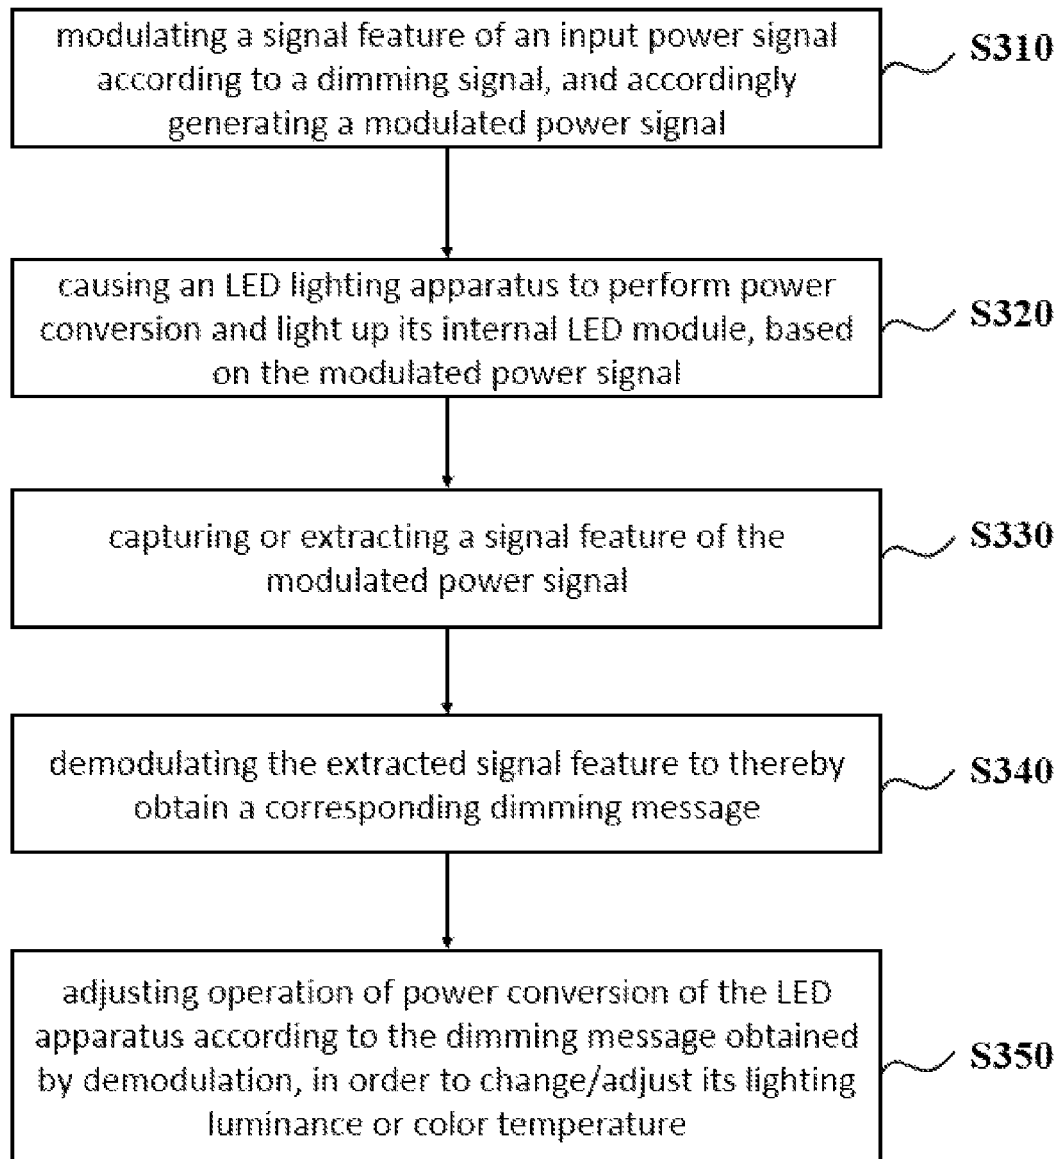 modulating a signal feature of an input power signal
according to a dimming signal, and accordingly
generating a modulated power signal
S310
causing an LED lighting apparatus to perform power
conversion and light up its internal LED module, based
on the modulated power signal
S320
capturing or extracting a signal feature of the
modulated power signal
S330
demodulating the extracted signal feature to thereby
obtain a corresponding dimming message
S340
adjusting operation of power conversion of the LED
apparatus according to the dimming message obtained
by demodulation, in order to change/adjust its lighting
luminance or color temperature
S350